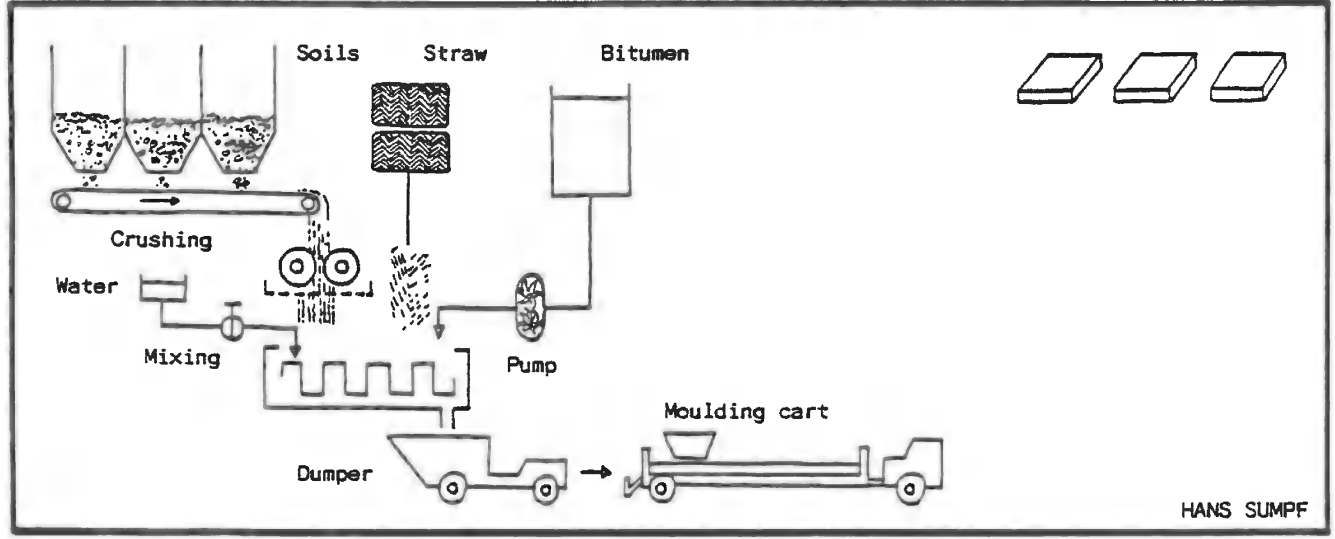 Soils Straw Bitumen
Crushing
Water
Mixing
Pump
Moulding cart
Dumper
HANS SUMPF